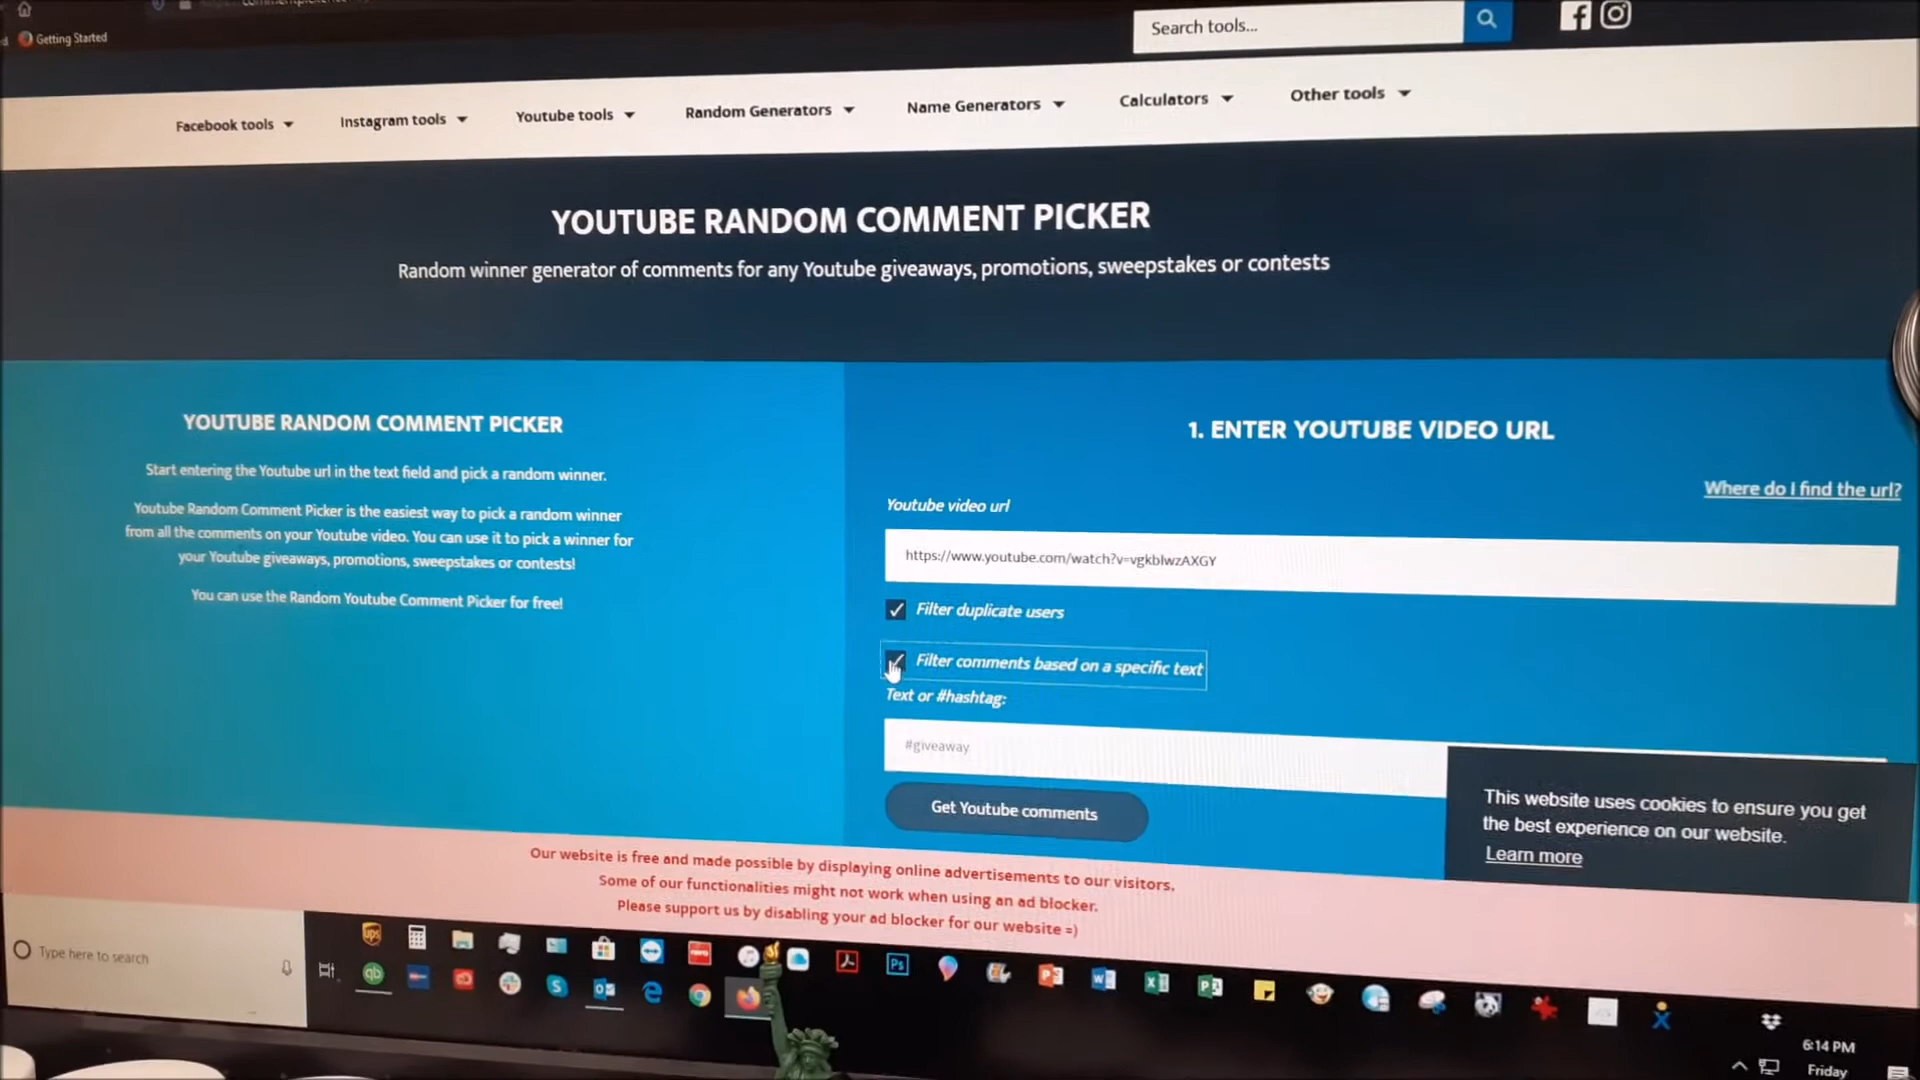 Getting Started
Search tools...
Facebook tools
Instagram tools
Youtube tools
Random Generators
Name Generators
Calculators
Other tools
YOUTUBE RANDOM COMMENT PICKER
Random winner generator of comments for any Youtube giveaways, promotions, sweepstakes or contests
YOUTUBE RANDOM COMMENT PICKER
Start entering the Youtube url in the text field and pick a random winner.
Youtube Random Comment Picker is the easiest way to pick a random winner
from all the comments on your Youtube video. You can use it to pick a winner for
your Youtube giveaways, promotions, sweepstakes or contests!
You can use the Random Youtube Comment Picker for free!
1. ENTER YOUTUBE VIDEO URL
Where do I find the url?
Youtube video url
https://www.youtube.com/watch?v=vgkblwzAXGY
Filter duplicate users
Filter comments based on a specific text
Text or #hashtag:
#giveaway
Get Youtube comments
This website uses cookies to ensure you get
the best experience on our website.
Learn more
Our website is free and made possible by displaying online advertisements to our visitors.
Some of our functionalities might not work when using an ad blocker.
Please support us by disabling your ad blocker for our website =)
Type here to search
ups
qb
Ps
6:14 PM
Friday